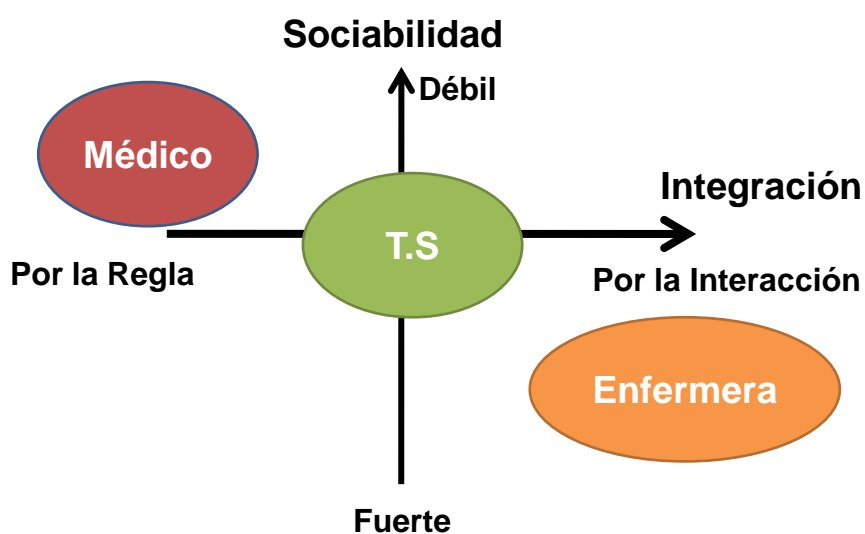 Sociabilidad
Débil
Médico
Integración
T.S
Por la Regla
Por la Interacción
Enfermera
Fuerte